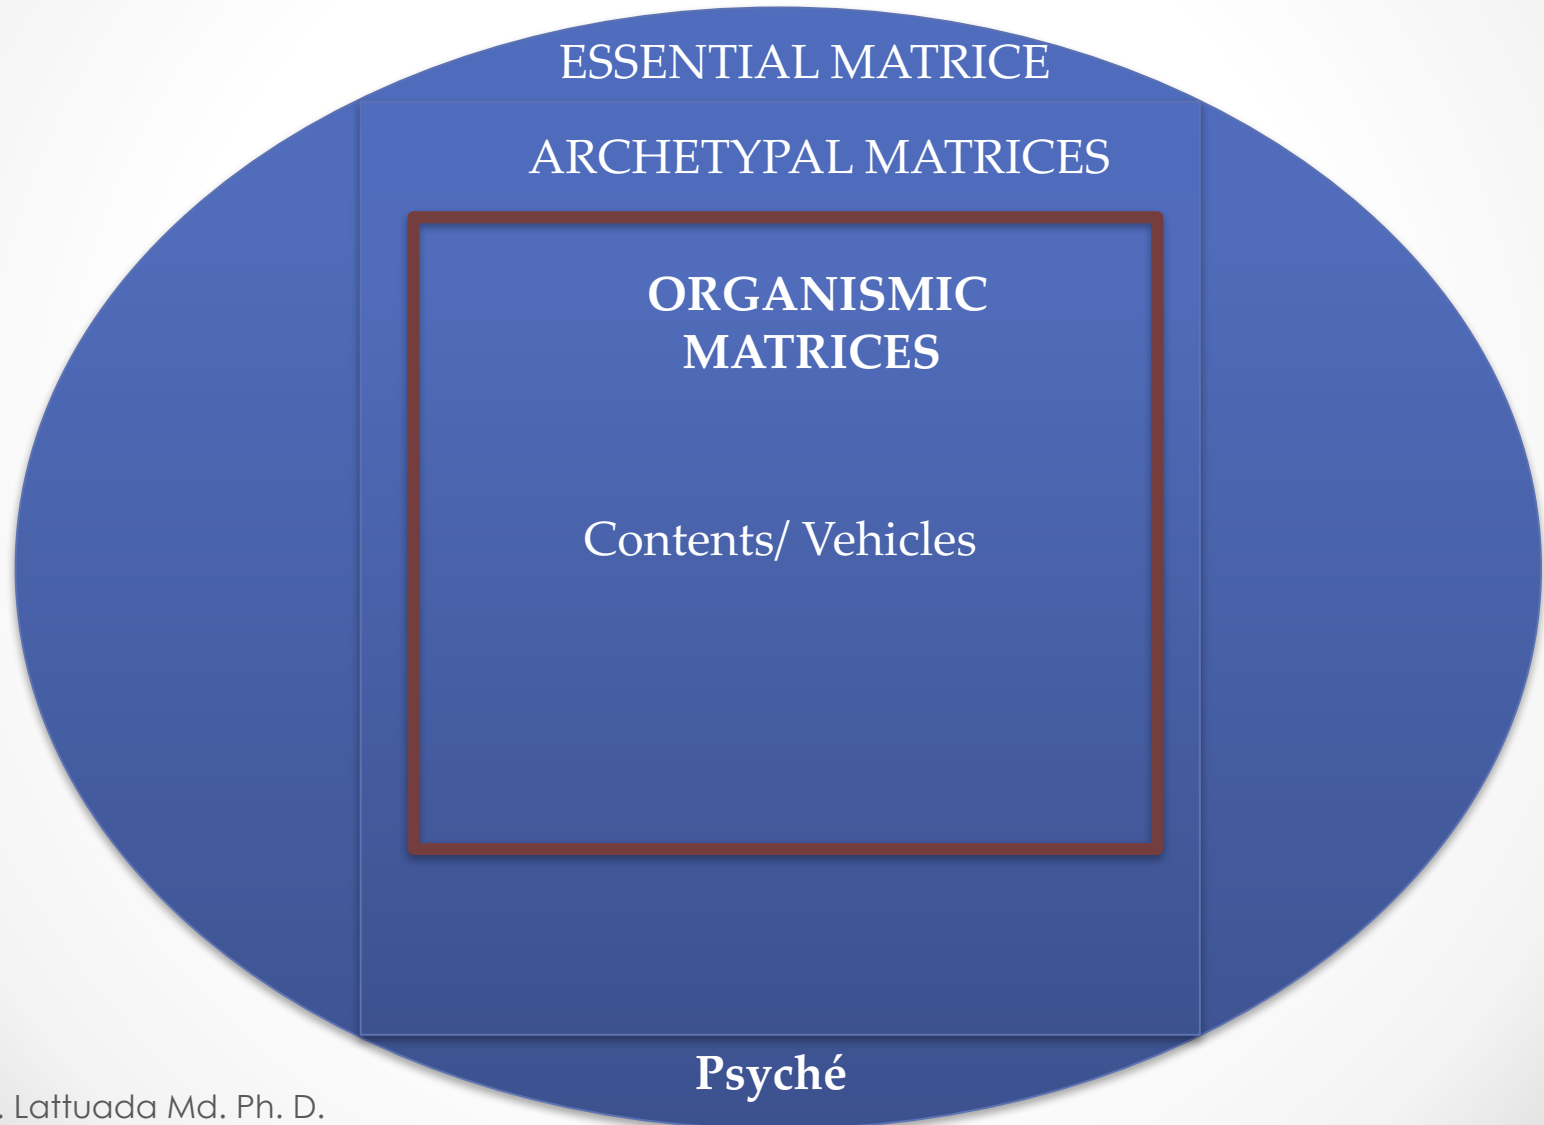 ESSENTIAL MATRICE
ARCHETYPAL MATRICES
ORGANISMIC
MATRICES
Contents/ Vehicles
Psyché
. Lattuada Md. Ph. D.